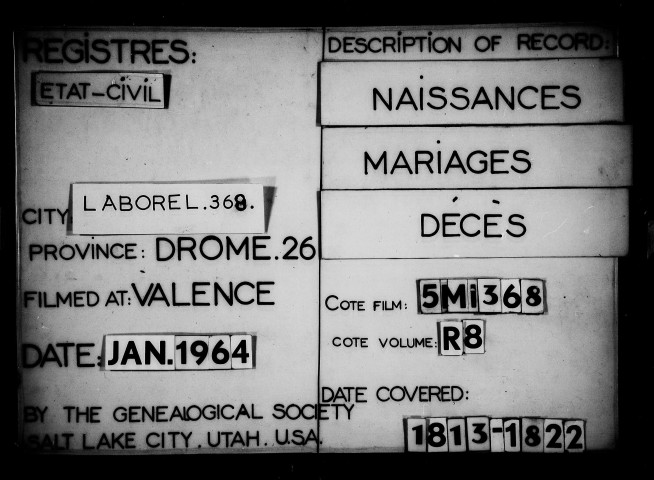 REGISTRES:
ETAT-CIVIL
CITY LABOREL.368.
PROVINCE: DROME.26
FILMED AT: VALENCE
DATE: JAN.1964
BY THE GENEALOGICAL SOCIETY
SALT LAKE CITY, UTAH. U.S.A.
DESCRIPTION OF RECORD:
NAISSANCES
MARIAGES
DÉCÈS
COTE FILM: 5Mi368
COTE VOLUME: R8
DATE COVERED:
1813-1822